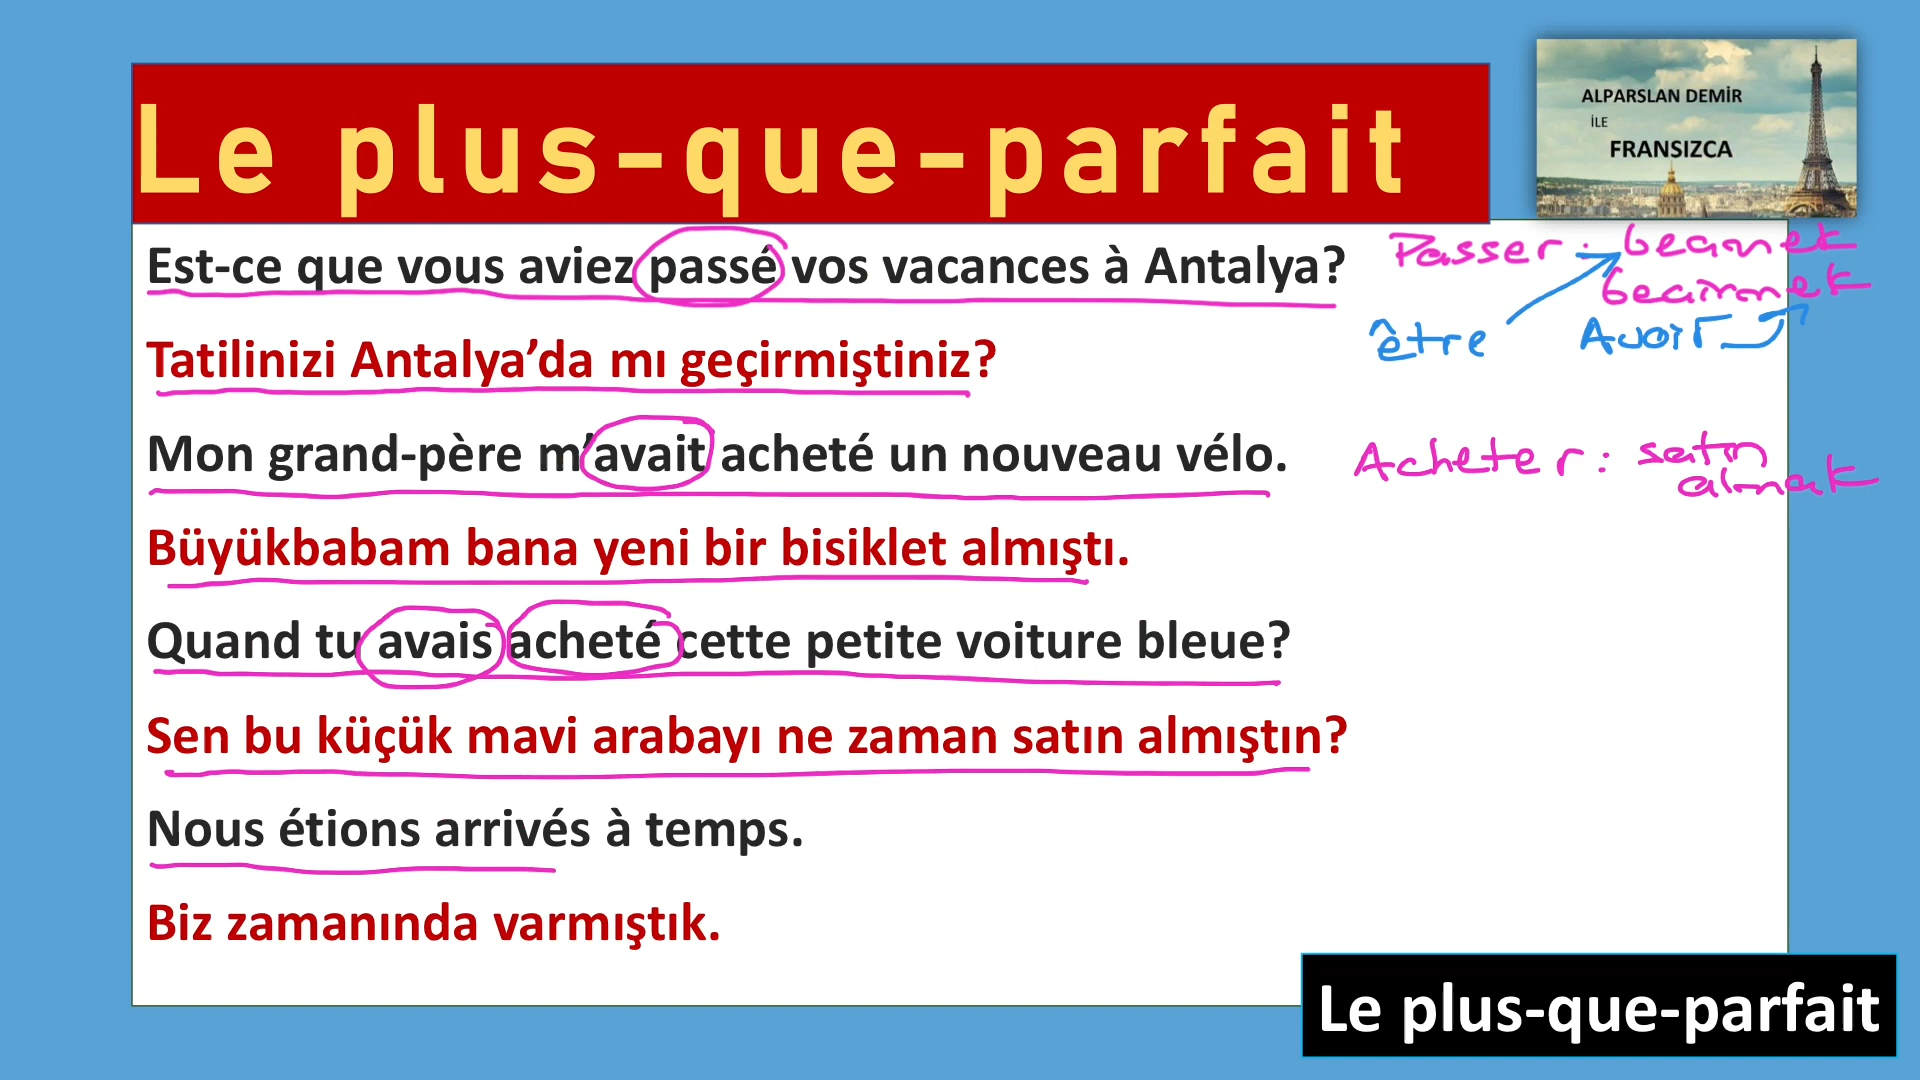 Le plus-que-parfait
ALPARSLAN DEMİR
İLE
FRANSIZCA
Est-ce que vous aviez passé vos vacances à Antalya?
Passer :
être
Avoir
Tatilinizi Antalya’da mı geçirmiştiniz?
Mon grand-père m’avait acheté un nouveau vélo.
Acheter : satın
almak
Büyükbabam bana yeni bir bisiklet almıştı.
Quand tu avais acheté cette petite voiture bleue?
Sen bu küçük mavi arabayı ne zaman satın almıştın?
Nous étions arrivés à temps.
Biz zamanında varmıştık.
Le plus-que-parfait